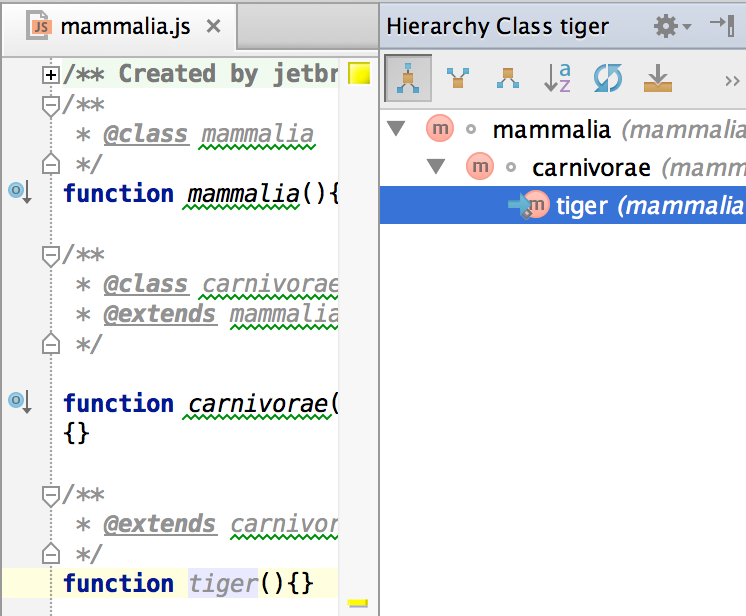 mammalia.js
/** Created by jetbr
/**
* @class mammalia
*/
function mammalia(){
/**
* @class carnivorae
* @extends mammalia
*/
function carnivorae(
{}
/**
* @extends carnivor
*/
function tiger(){}
Hierarchy Class tiger
mammalia (mammalia
carnivorae (mamm
tiger (mammalia